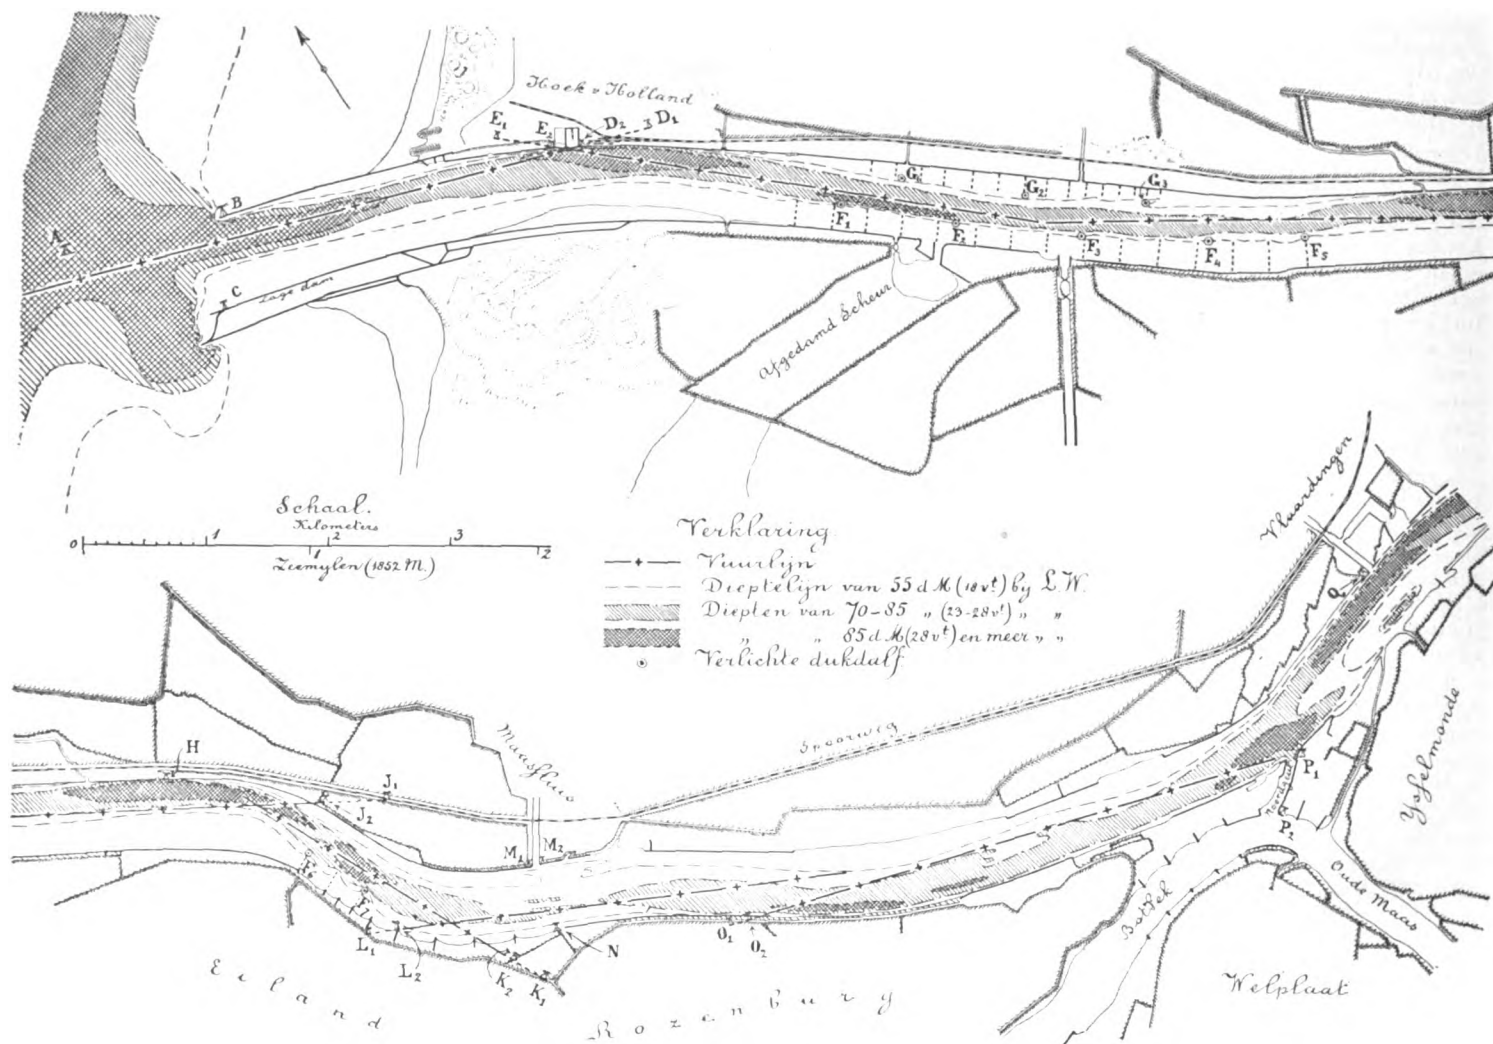 Hoek v Holland
E₁
E₂
D₂
D₁
A
B
C
Lage dam
G₁
G₂
G₃
F₁
F₂
F₃
F₄
F₅
Afgedamd Scheur
Schaal.
Kilometers
0 1 2 3
1 2
Zeemylen (1852 M.)
Verklaring
Vuurlijn
Dieptelijn van 55 d M (18 vt) by L.W.
Diepten van 70-85 „ (23-28 vt) „ „
„ „ 85 d M (28 vt) en meer „ „
Verlichte dukdalf
Vlaardingen
Q
H
J₁
J₂
Maassluis
Spoorweg
M₁
M₂
F₇
L₁
L₂
K₂
K₁
N
O₁
O₂
P₁
P₂
Botlek
Oude Maas
Ysselmonde
Welplaat
Eiland
Rozenburg